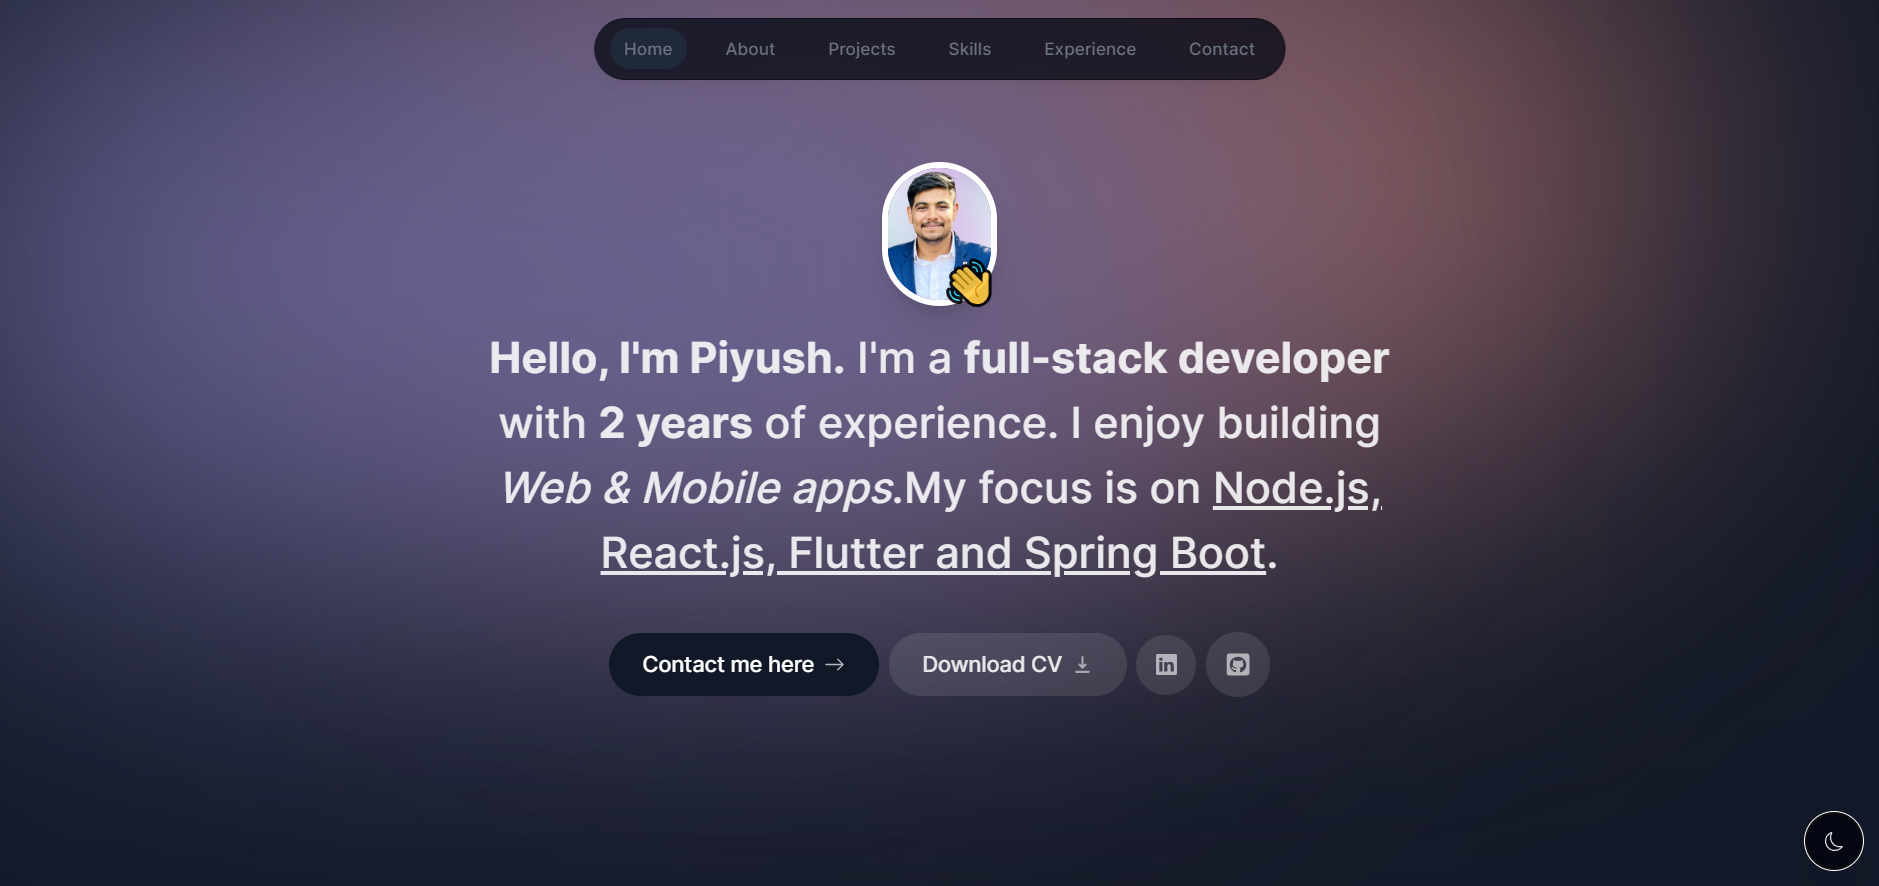 Home About Projects Skills Experience Contact
Hello, I'm Piyush. I'm a full-stack developer
with 2 years of experience. I enjoy building
Web & Mobile apps.My focus is on Node.js,
React.js, Flutter and Spring Boot.
Contact me here Download CV in